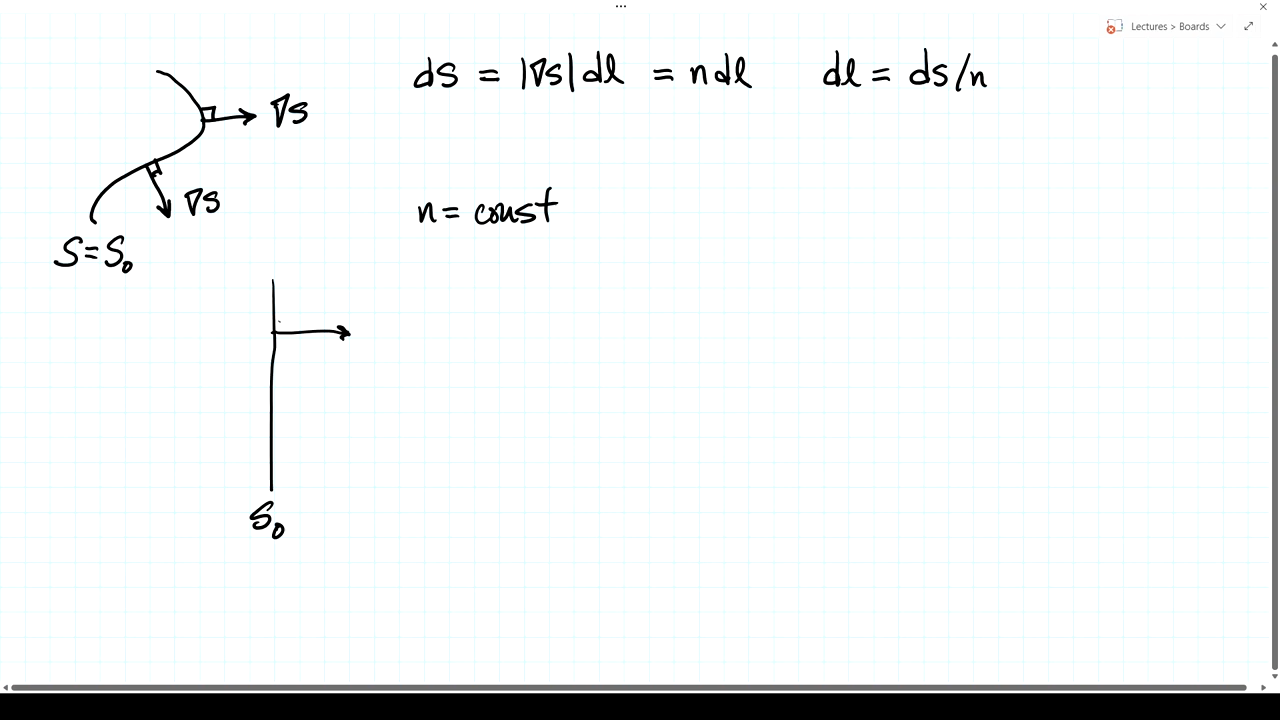 Lectures > Boards
dS = |∇S| dl = n dl dl = ds/n
∇S
∇S
n = const
S = S₀
S₀